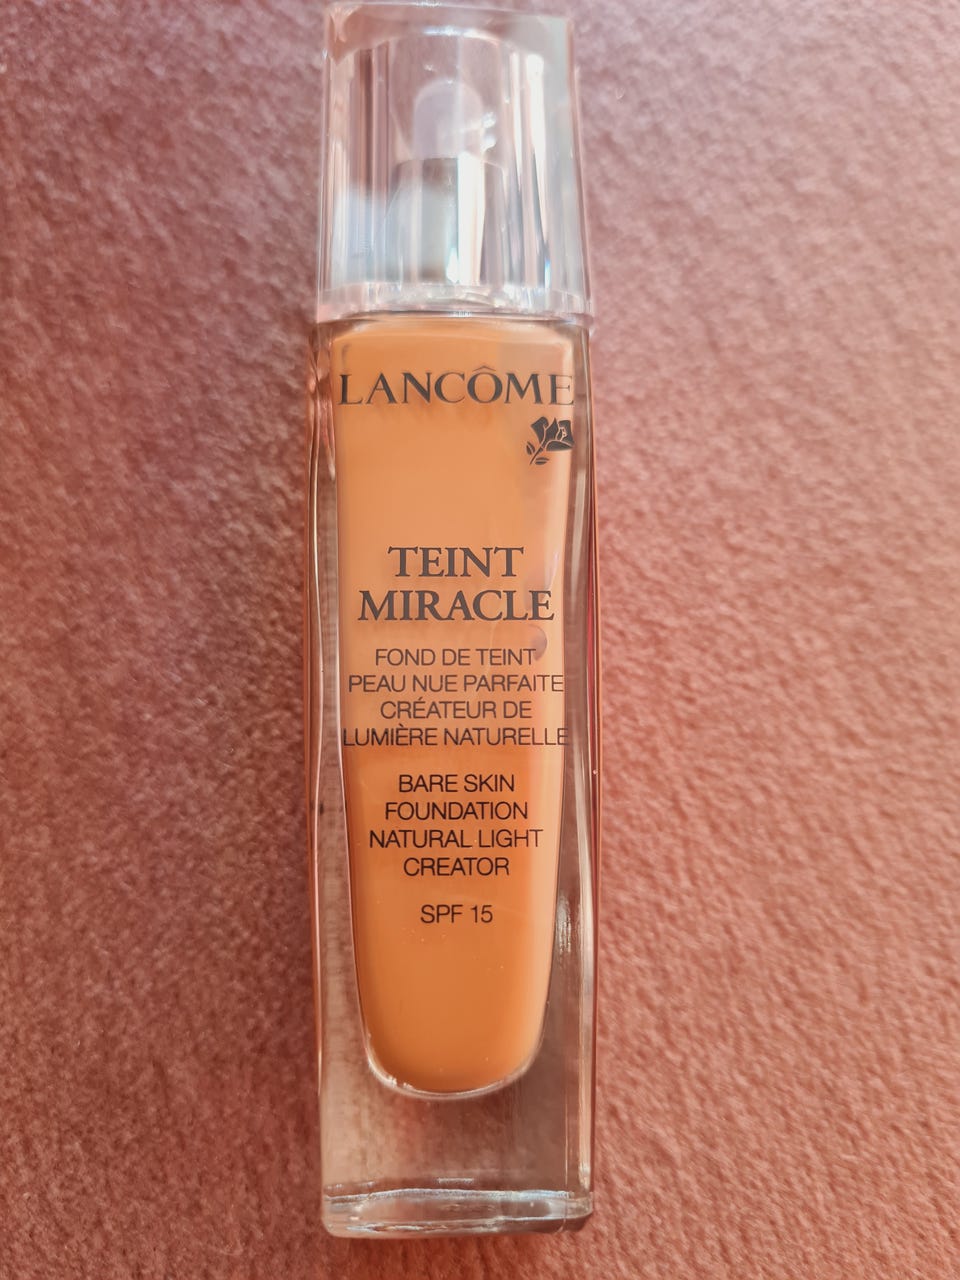 LANCÔME
TEINT
MIRACLE
FOND DE TEINT
PEAU NUE PARFAITE
CRÉATEUR DE
LUMIÈRE NATURELLE
BARE SKIN
FOUNDATION
NATURAL LIGHT
CREATOR
SPF 15